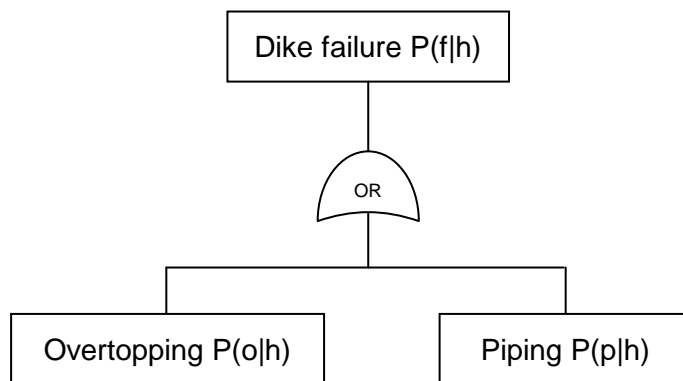 Dike failure P(f|h)
OR
Overtopping P(o|h)
Piping P(p|h)